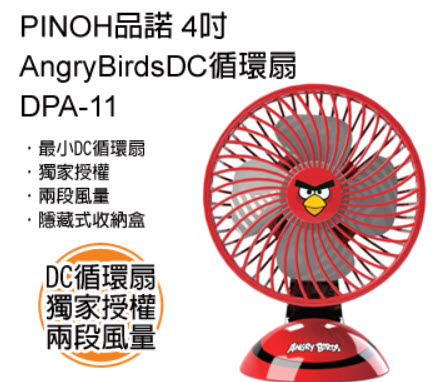 PINOH品諾 4吋
AngryBirdsDC循環扇
DPA-11
・最小DC循環扇
・獨家授權
・兩段風量
・隱藏式收納盒
DC循環扇
獨家授權
兩段風量
ANGRY BIRDS